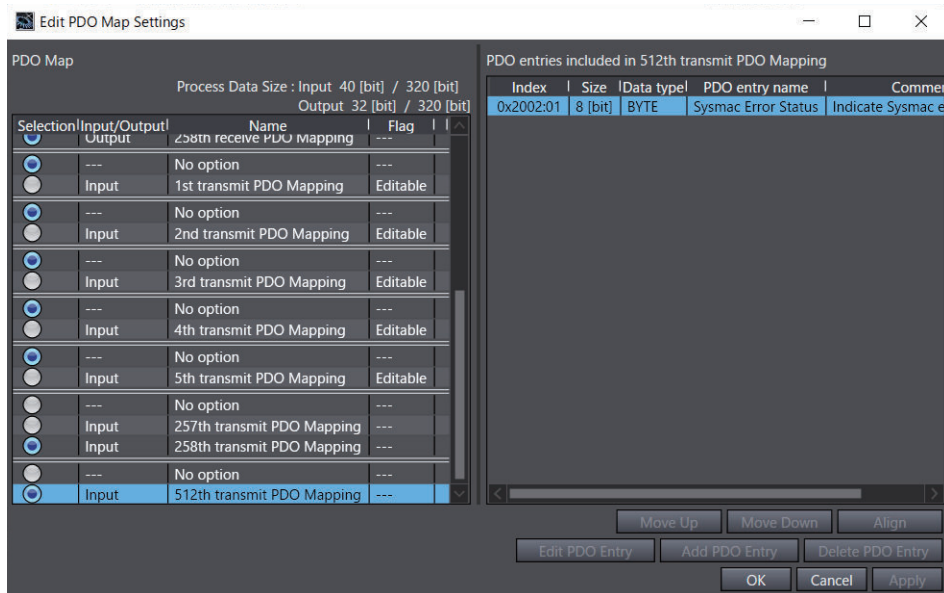 Edit PDO Map Settings
PDO Map
Process Data Size : Input 40 [bit] / 320 [bit]
Output 32 [bit] / 320 [bit]
Selection Input/Output Name Flag
Output 258th receive PDO Mapping ---
--- No option ---
Input 1st transmit PDO Mapping Editable
--- No option ---
Input 2nd transmit PDO Mapping Editable
--- No option ---
Input 3rd transmit PDO Mapping Editable
--- No option ---
Input 4th transmit PDO Mapping Editable
--- No option ---
Input 5th transmit PDO Mapping Editable
--- No option ---
Input 257th transmit PDO Mapping ---
Input 258th transmit PDO Mapping ---
--- No option ---
Input 512th transmit PDO Mapping ---
PDO entries included in 512th transmit PDO Mapping
Index Size Data type PDO entry name Comme
0x2002:01 8 [bit] BYTE Sysmac Error Status Indicate Sysmac e
Move Up Move Down Align
Edit PDO Entry Add PDO Entry Delete PDO Entry
OK Cancel Apply